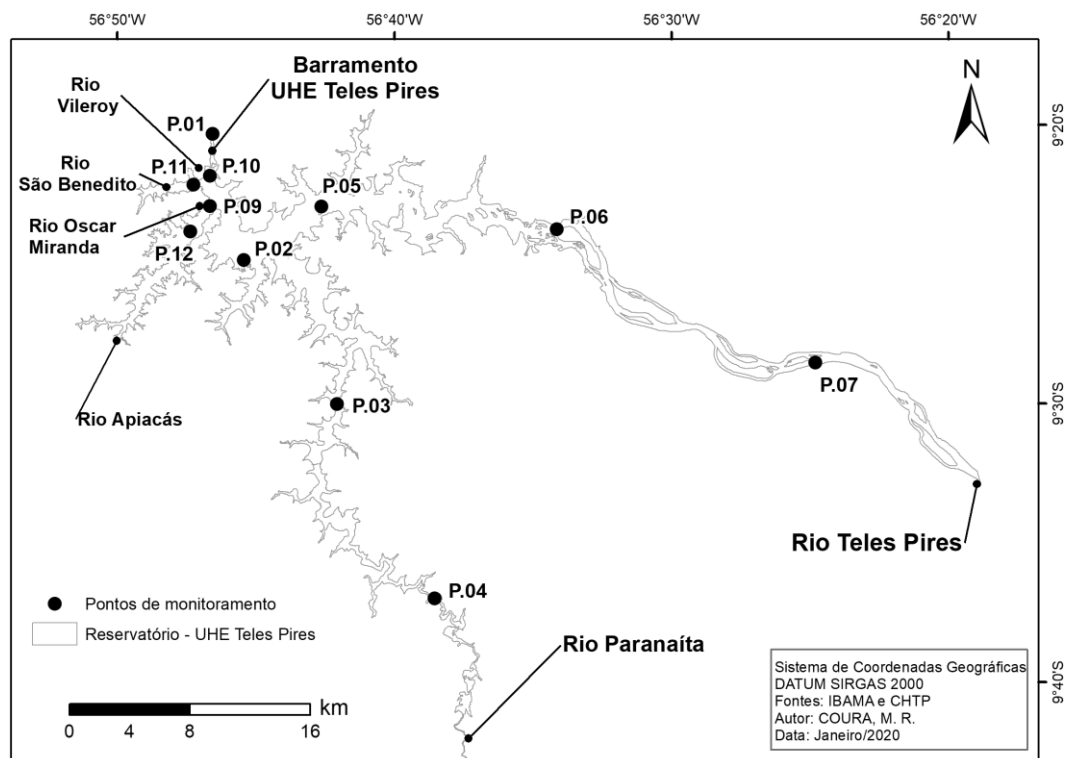 56°50'W
56°40'W
56°30'W
56°20'W
N
Barramento
UHE Teles Pires
Rio
Vileroy
P.01
9°20'S
P.11
P.10
Rio
São Benedito
P.05
P.09
Rio Oscar
Miranda
P.06
P.12
P.02
P.07
Rio Apiacás
P.03
9°30'S
Rio Teles Pires
P.04
Pontos de monitoramento
Reservatório - UHE Teles Pires
Rio Paranaíta
9°40'S
km
0 4 8 16
Sistema de Coordenadas Geográficas
DATUM SIRGAS 2000
Fontes: IBAMA e CHTP
Autor: COURA, M. R.
Data: Janeiro/2020